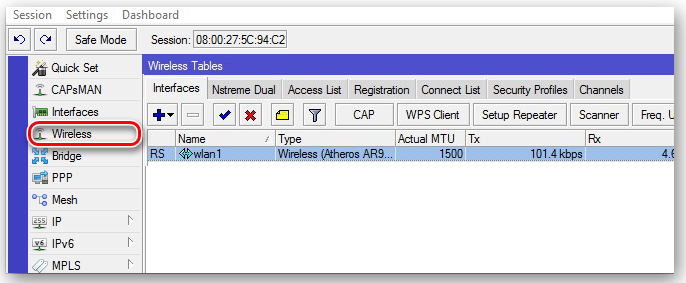 Session Settings Dashboard
Safe Mode Session: 08:00:27:5C:94:C2
Quick Set
CAPsMAN
Interfaces
Wireless
Bridge
PPP
Mesh
IP
IPv6
MPLS
Wireless Tables
Interfaces Nstreme Dual Access List Registration Connect List Security Profiles Channels
CAP WPS Client Setup Repeater Scanner Freq. U
Name Type Actual MTU Tx Rx
RS wlan1 Wireless (Atheros AR9... 1500 101.4 kbps 4.6